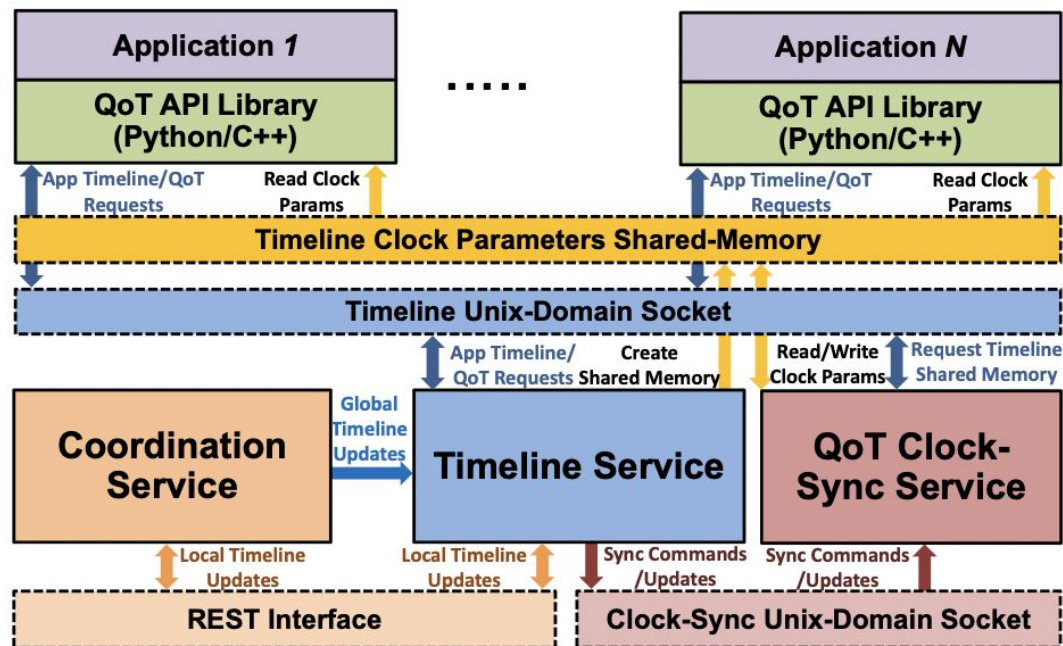 Application 1
QoT API Library
(Python/C++)
Application N
QoT API Library
(Python/C++)
.....
App Timeline/QoT
Requests
Read Clock
Params
App Timeline/QoT
Requests
Read Clock
Params
Timeline Clock Parameters Shared-Memory
Timeline Unix-Domain Socket
App Timeline/
QoT Requests
Create
Shared Memory
Read/Write
Clock Params
Request Timeline
Shared Memory
Coordination
Service
Global
Timeline
Updates
Timeline Service
QoT Clock-
Sync Service
Local Timeline
Updates
Local Timeline
Updates
Sync Commands
/Updates
Sync Commands
/Updates
REST Interface
Clock-Sync Unix-Domain Socket